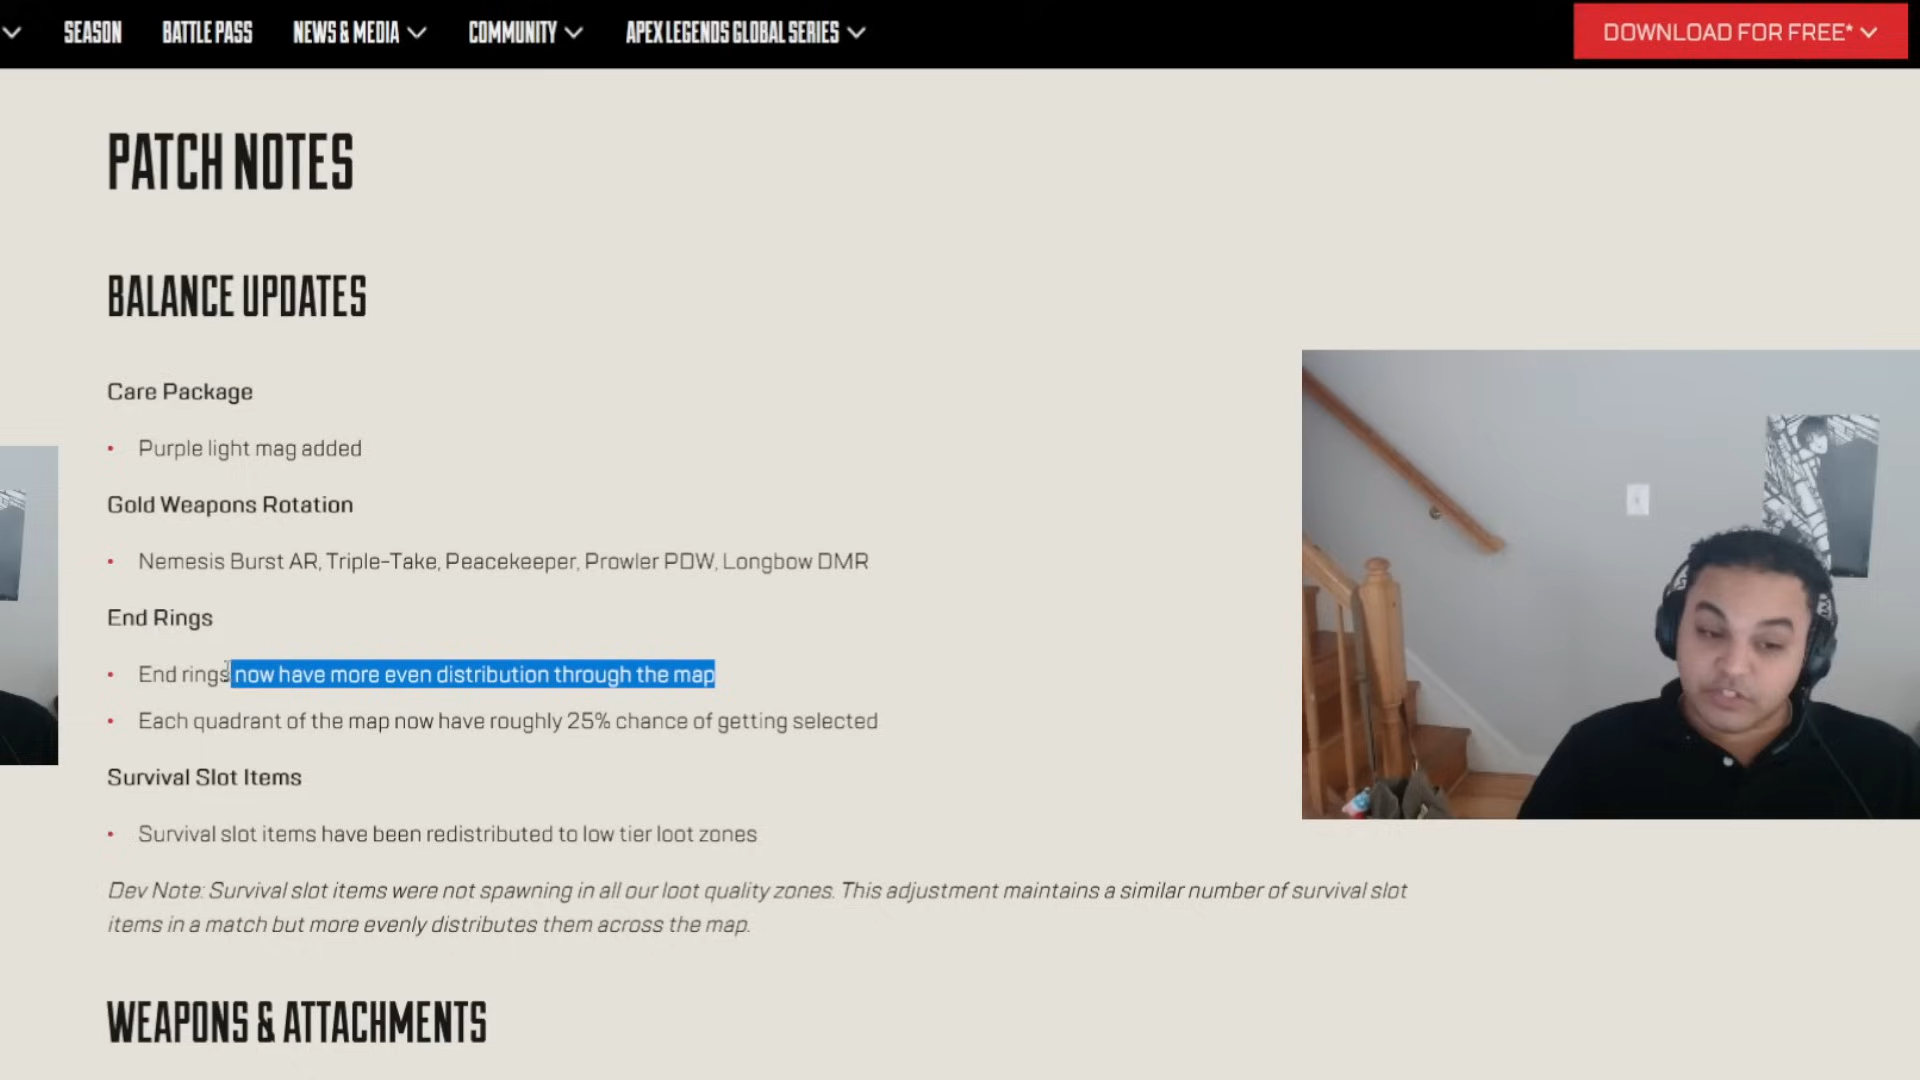 SEASON
BATTLE PASS
NEWS & MEDIA
COMMUNITY
APEX LEGENDS GLOBAL SERIES
DOWNLOAD FOR FREE*
PATCH NOTES
BALANCE UPDATES
Care Package
• Purple light mag added
Gold Weapons Rotation
• Nemesis Burst AR, Triple-Take, Peacekeeper, Prowler PDW, Longbow DMR
End Rings
• End rings now have more even distribution through the map
• Each quadrant of the map now have roughly 25% chance of getting selected
Survival Slot Items
• Survival slot items have been redistributed to low tier loot zones
Dev Note: Survival slot items were not spawning in all our loot quality zones. This adjustment maintains a similar number of survival slot
items in a match but more evenly distributes them across the map.
WEAPONS & ATTACHMENTS